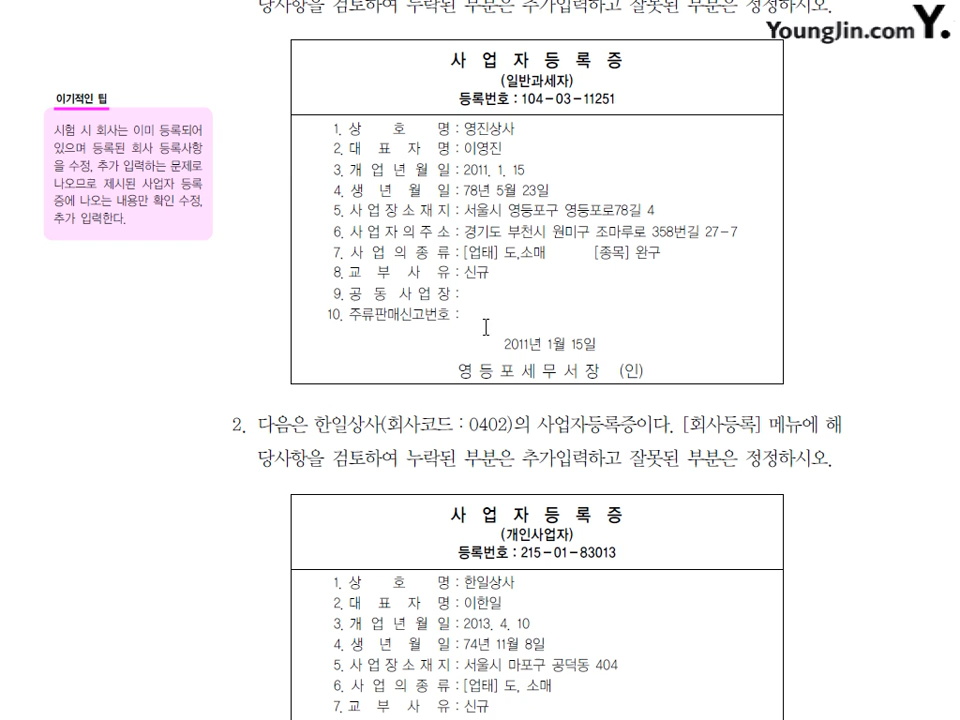 당사항을 검토하여 누락된 부분은 추가입력하고 잘못된 부분은 정정하시오.
YoungJin.com Y.
사 업 자 등 록 증
(일반과세자)
등록번호 : 104-03-11251
이기적인 팁
시험 시 회사는 이미 등록되어
있으며 등록된 회사 등록사항
을 수정, 추가 입력하는 문제로
나오므로 제시된 사업자 등록
증에 나오는 내용만 확인 수정,
추가 입력한다.
1. 상 호 명 : 영진상사
2. 대 표 자 명 : 이영진
3. 개 업 년 월 일 : 2011. 1. 15
4. 생 년 월 일 : 78년 5월 23일
5. 사 업 장 소 재 지 : 서울시 영등포구 영등포로78길 4
6. 사 업 자 의 주 소 : 경기도 부천시 원미구 조마루로 358번길 27-7
7. 사 업 의 종 류 : [업태] 도,소매 [종목] 완구
8. 교 부 사 유 : 신규
9. 공 동 사 업 장 :
10. 주류판매신고번호 :
2011년 1월 15일
영 등 포 세 무 서 장 (인)
2. 다음은 한일상사(회사코드 : 0402)의 사업자등록증이다. [회사등록] 메뉴에 해
당사항을 검토하여 누락된 부분은 추가입력하고 잘못된 부분은 정정하시오.
사 업 자 등 록 증
(개인사업자)
등록번호 : 215-01-83013
1. 상 호 명 : 한일상사
2. 대 표 자 명 : 이한일
3. 개 업 년 월 일 : 2013. 4. 10
4. 생 년 월 일 : 74년 11월 8일
5. 사 업 장 소 재 지 : 서울시 마포구 공덕동 404
6. 사 업 의 종 류 : [업태] 도, 소매
7. 교 부 사 유 : 신규